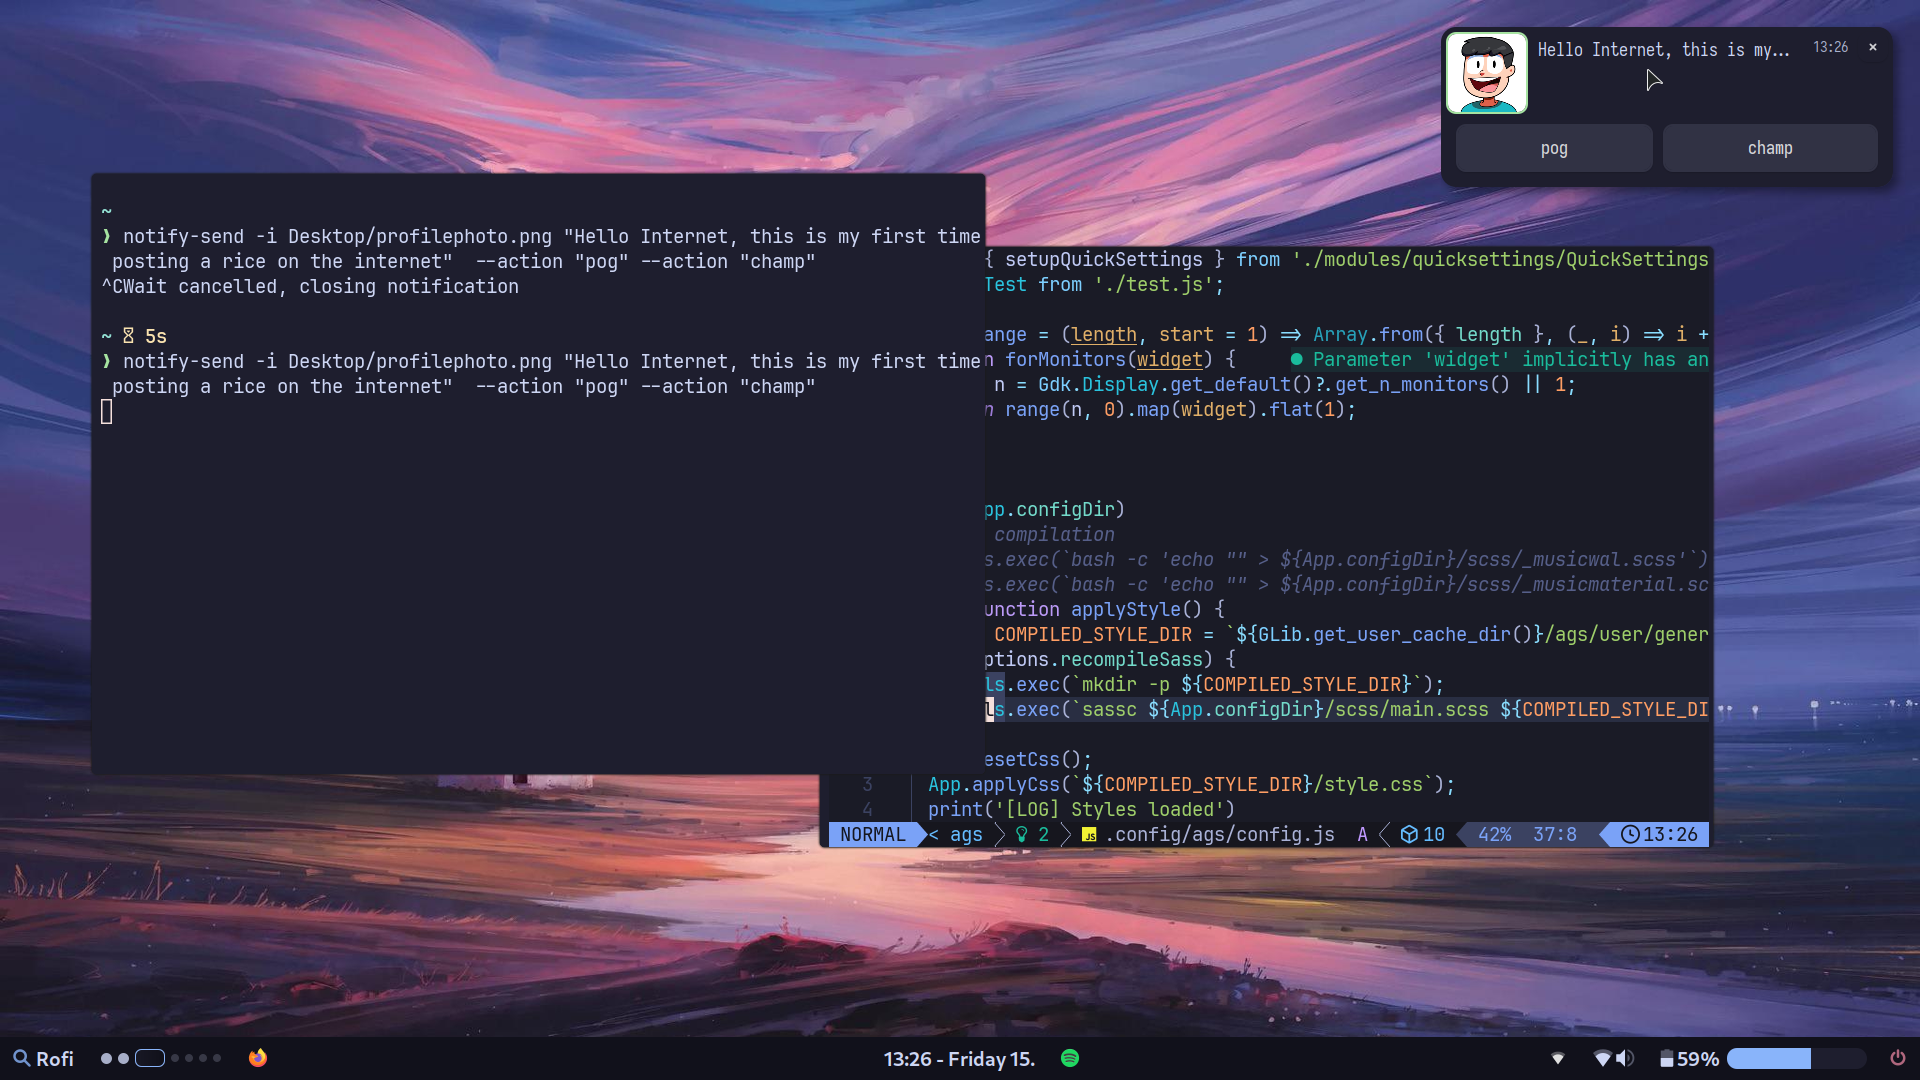 Hello Internet, this is my... 13:26 ×
pog champ
~
❱ notify-send -i Desktop/profilephoto.png "Hello Internet, this is my first time
posting a rice on the internet"  --action "pog" --action "champ"
^CWait cancelled, closing notification
~ ⌛ 5s
❱ notify-send -i Desktop/profilephoto.png "Hello Internet, this is my first time
posting a rice on the internet"  --action "pog" --action "champ"
{ setupQuickSettings } from './modules/quicksettings/QuickSettings
Test from './test.js';
ange = (length, start = 1) => Array.from({ length }, (_, i) => i +
n forMonitors(widget) { ● Parameter 'widget' implicitly has an
n = Gdk.Display.get_default()?.get_n_monitors() || 1;
n range(n, 0).map(widget).flat(1);
pp.configDir)
compilation
s.exec(`bash -c 'echo "" > ${App.configDir}/scss/_musicwal.scss'`)
s.exec(`bash -c 'echo "" > ${App.configDir}/scss/_musicmaterial.sc
unction applyStyle() {
COMPILED_STYLE_DIR = `${GLib.get_user_cache_dir()}/ags/user/gener
ptions.recompileSass) {
ls.exec(`mkdir -p ${COMPILED_STYLE_DIR}`);
ls.exec(`sassc ${App.configDir}/scss/main.scss ${COMPILED_STYLE_DI
esetCss();
3 App.applyCss(`${COMPILED_STYLE_DIR}/style.css`);
4 print('[LOG] Styles loaded')
NORMAL < ags 2 JS .config/ags/config.js A 10 42% 37:8 13:26
Rofi 13:26 - Friday 15. 59%